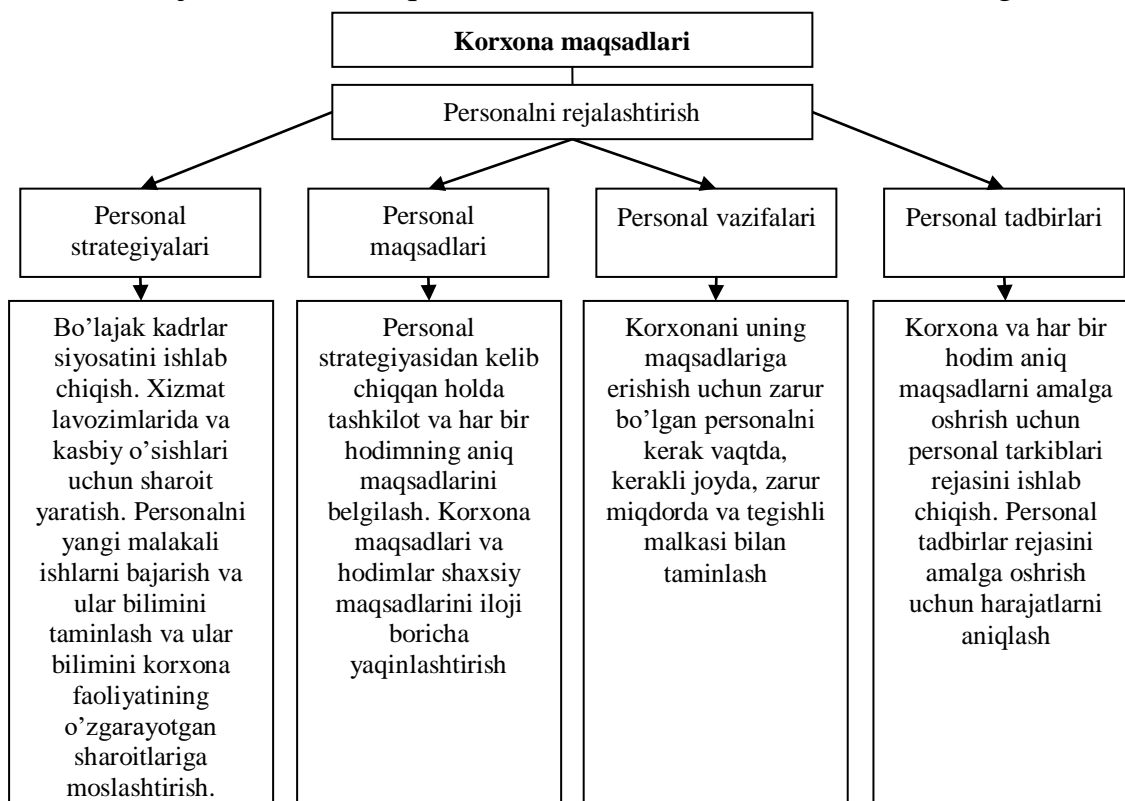 Korxona maqsadlari
Personalni rejalashtirish
Personal
strategiyalari
Personal
maqsadlari
Personal vazifalari
Personal tadbirlari
Bo’lajak kadrlar
siyosatini ishlab
chiqish. Xizmat
lavozimlarida va
kasbiy o’sishlari
uchun sharoit
yaratish. Personalni
yangi malakali
ishlarni bajarish va
ular bilimini
taminlash va ular
bilimini korxona
faoliyatining
o’zgarayotgan
sharoitlariga
moslashtirish.
Personal
strategiyasidan kelib
chiqqan holda
tashkilot va har bir
hodimning aniq
maqsadlarini
belgilash. Korxona
maqsadlari va
hodimlar shaxsiy
maqsadlarini iloji
boricha
yaqinlashtirish
Korxonani uning
maqsadlariga
erishish uchun zarur
bo’lgan personalni
kerak vaqtda,
kerakli joyda, zarur
miqdorda va tegishli
malkasi bilan
taminlash
Korxona va har bir
hodim aniq
maqsadlarni amalga
oshrish uchun
personal tarkiblari
rejasini ishlab
chiqish. Personal
tadbirlar rejasini
amalga oshrish
uchun harajatlarni
aniqlash